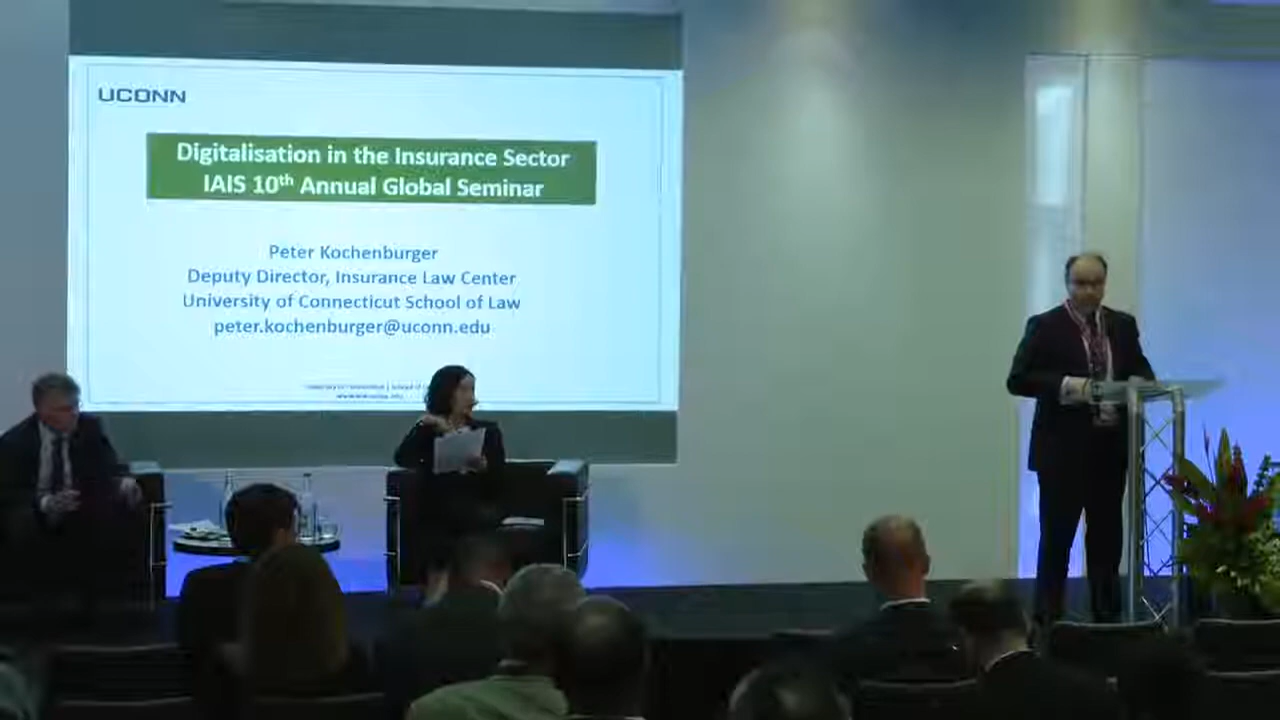 UCONN
Digitalisation in the Insurance Sector
IAIS 10th Annual Global Seminar
Peter Kochenburger
Deputy Director, Insurance Law Center
University of Connecticut School of Law
peter.kochenburger@uconn.edu